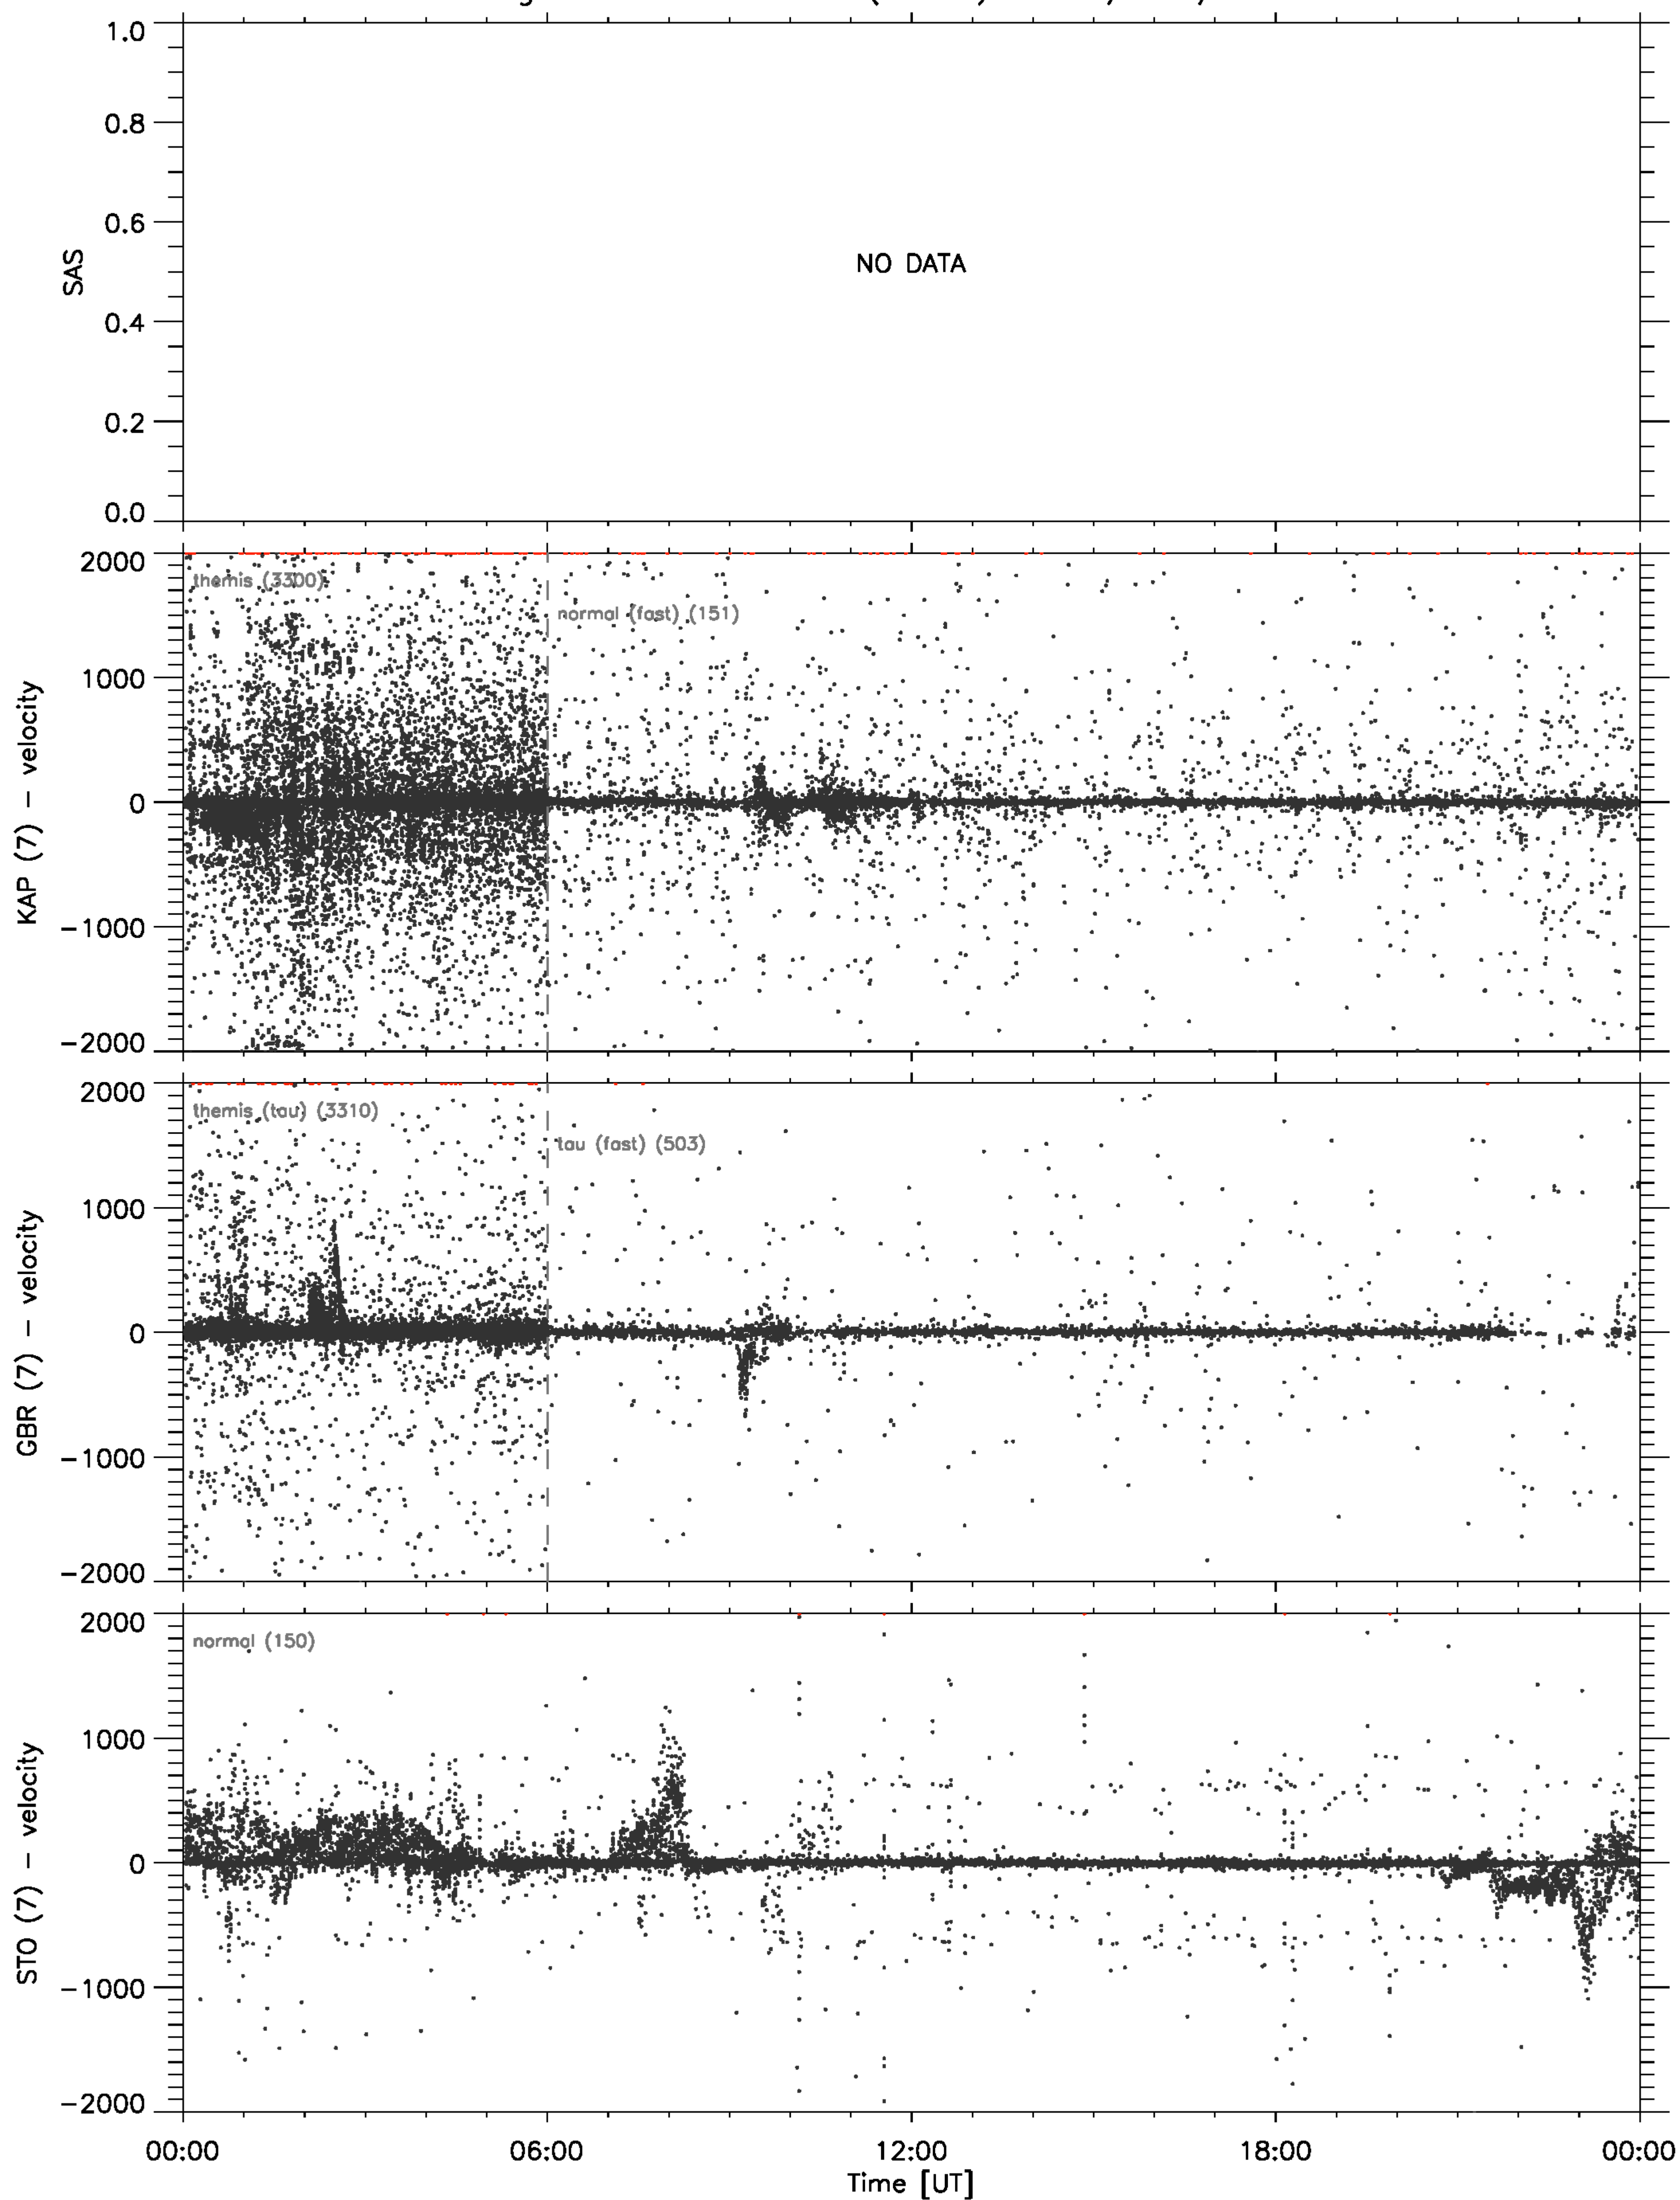 1.0
0.8
0.6
0.4
0.2
0.0
SAS
NO DATA
2000
1000
0
-1000
-2000
KAP (7) - velocity
themis (3300)
normal (fast) (151)
2000
1000
0
-1000
-2000
GBR (7) - velocity
themis (tau) (3310)
tau (fast) (503)
2000
1000
0
-1000
-2000
STO (7) - velocity
normal (150)
00:00 06:00 12:00 18:00 00:00
Time [UT]